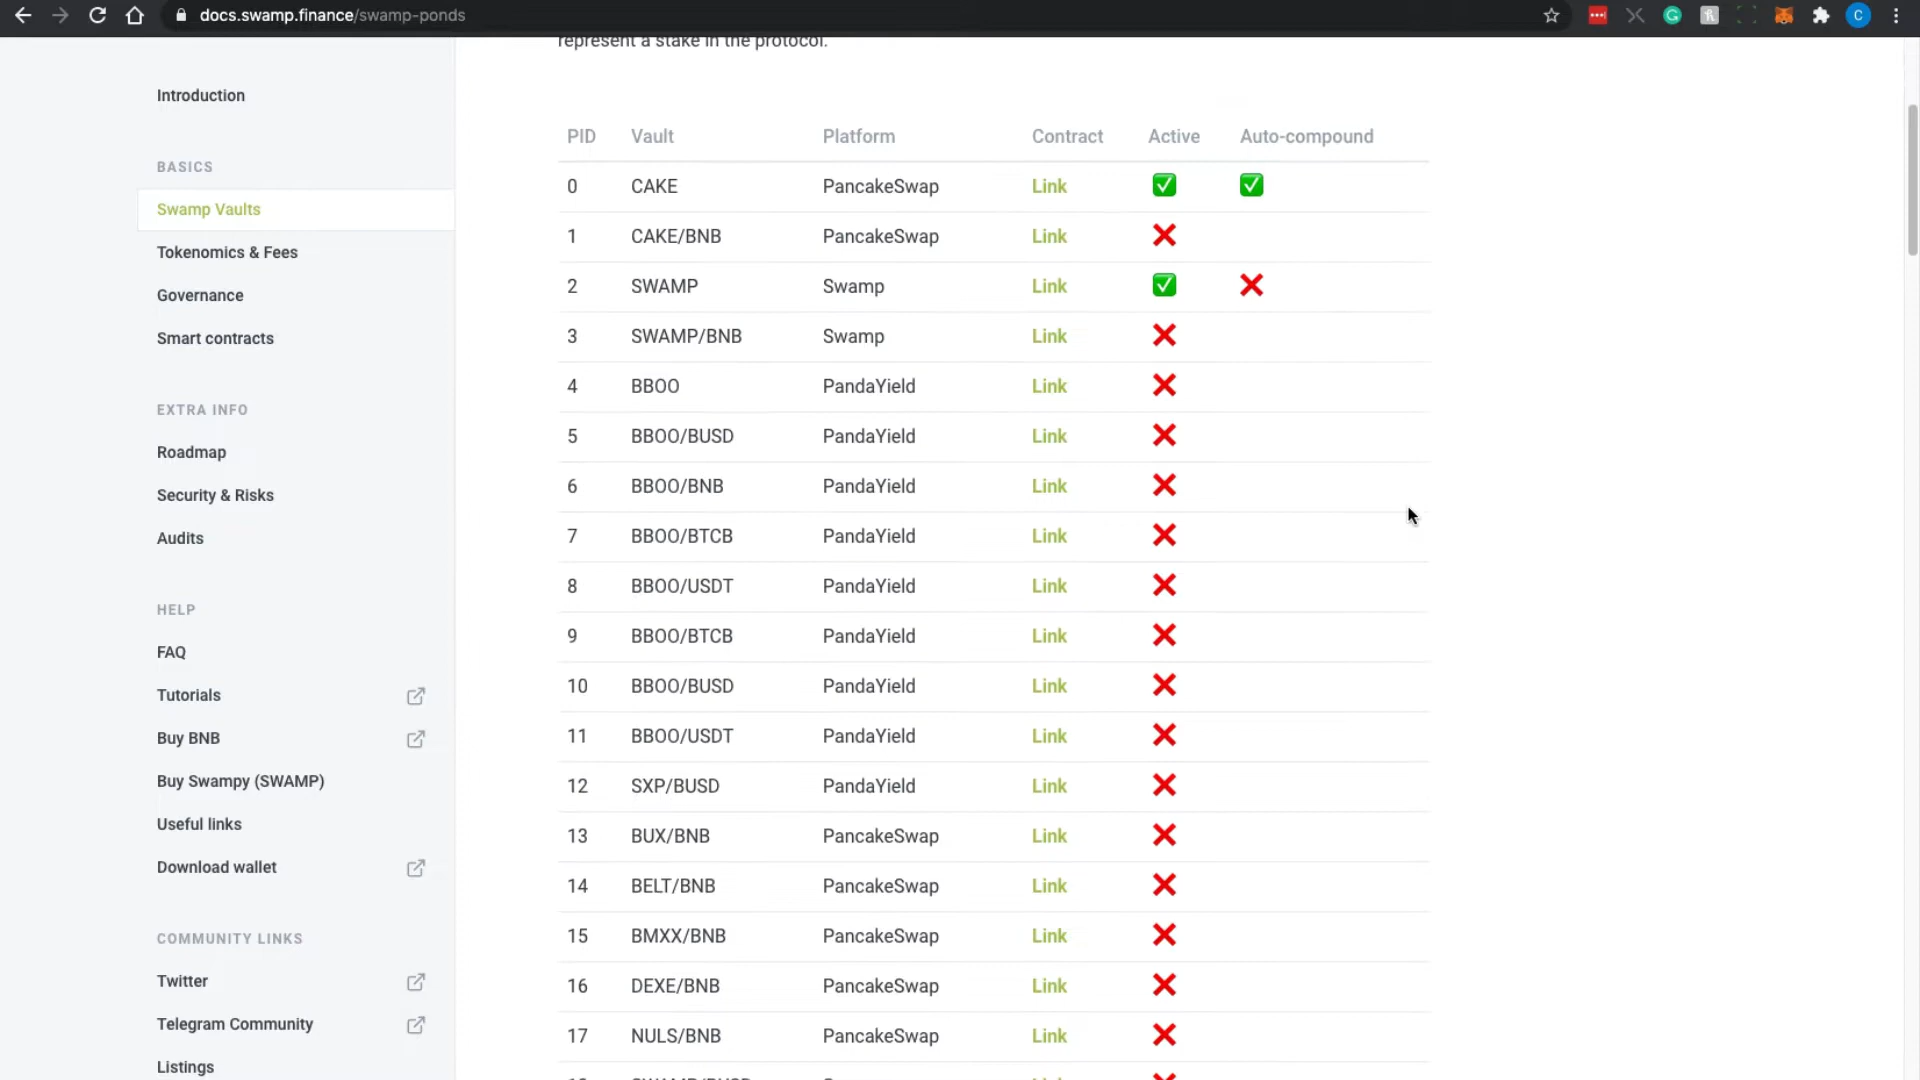 docs.swamp.finance/swamp-ponds
C
represent a stake in the protocol.
Introduction
BASICS
Swamp Vaults
Tokenomics & Fees
Governance
Smart contracts
EXTRA INFO
Roadmap
Security & Risks
Audits
HELP
FAQ
Tutorials
Buy BNB
Buy Swampy (SWAMP)
Useful links
Download wallet
COMMUNITY LINKS
Twitter
Telegram Community
Listings
PID Vault Platform Contract Active Auto-compound
0 CAKE PancakeSwap Link ✅ ✅
1 CAKE/BNB PancakeSwap Link ❌
2 SWAMP Swamp Link ✅ ❌
3 SWAMP/BNB Swamp Link ❌
4 BBOO PandaYield Link ❌
5 BBOO/BUSD PandaYield Link ❌
6 BBOO/BNB PandaYield Link ❌
7 BBOO/BTCB PandaYield Link ❌
8 BBOO/USDT PandaYield Link ❌
9 BBOO/BTCB PandaYield Link ❌
10 BBOO/BUSD PandaYield Link ❌
11 BBOO/USDT PandaYield Link ❌
12 SXP/BUSD PandaYield Link ❌
13 BUX/BNB PancakeSwap Link ❌
14 BELT/BNB PancakeSwap Link ❌
15 BMXX/BNB PancakeSwap Link ❌
16 DEXE/BNB PancakeSwap Link ❌
17 NULS/BNB PancakeSwap Link ❌